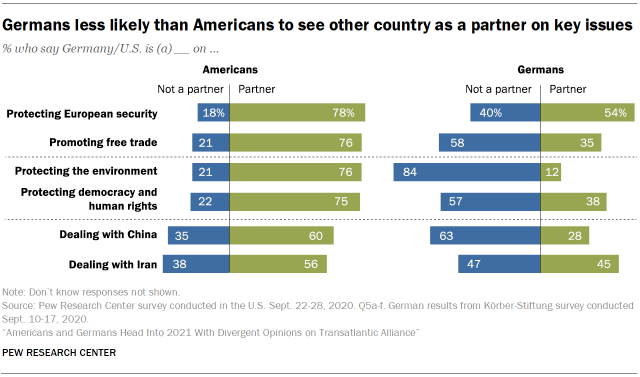 Germans less likely than Americans to see other country as a partner on key issues
% who say Germany/U.S. is (a) __ on ...
Americans Germans
Not a partner Partner Not a partner Partner
Protecting European security 18% 78% 40% 54%
Promoting free trade 21 76 58 35
Protecting the environment 21 76 84 12
Protecting democracy and
human rights 22 75 57 38
Dealing with China 35 60 63 28
Dealing with Iran 38 56 47 45
Note: Don't know responses not shown.
Source: Pew Research Center survey conducted in the U.S. Sept. 22-28, 2020. Q5a-f. German results from Körber-Stiftung survey conducted
Sept. 10-17, 2020.
"Americans and Germans Head Into 2021 With Divergent Opinions on Transatlantic Alliance"
PEW RESEARCH CENTER